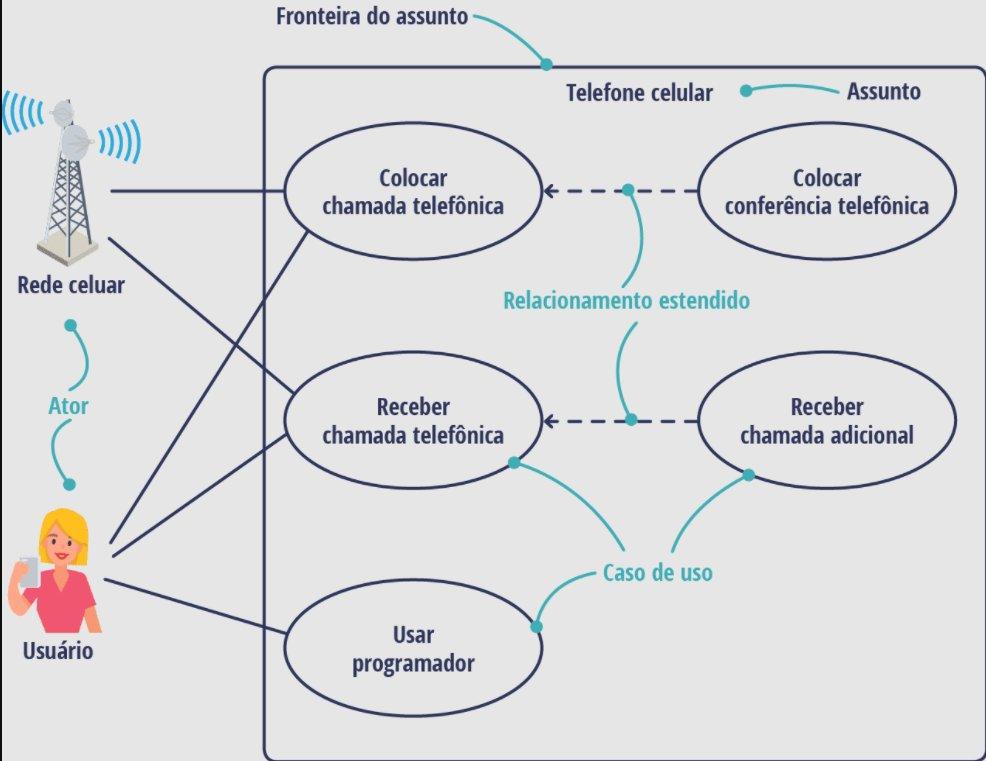 Fronteira do assunto
Telefone celular
Assunto
Colocar
chamada telefônica
Colocar
conferência telefônica
Rede celuar
Relacionamento estendido
Ator
Receber
chamada telefônica
Receber
chamada adicional
Caso de uso
Usar
programador
Usuário